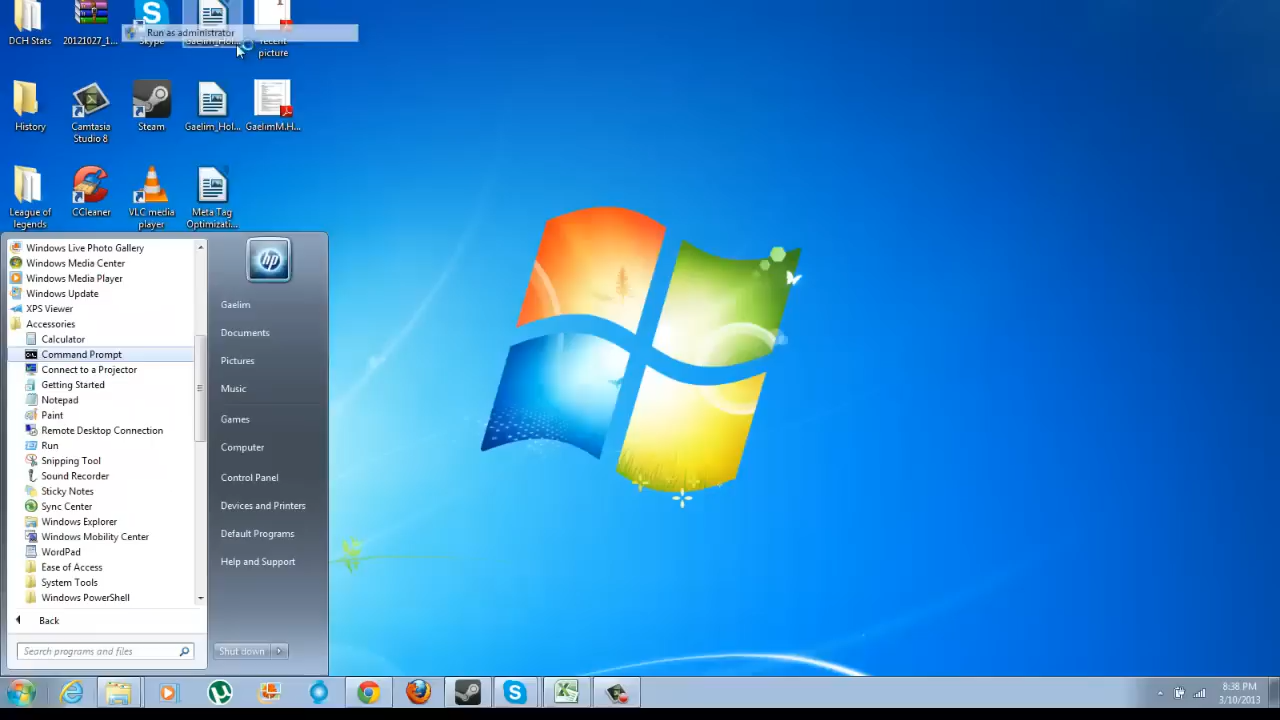 DCH Stats
20121027_1...
Skype
Run as administrator
recent picture
History
Camtasia Studio 8
Steam
Gaelim_Hol...
GaelimM.H...
League of legends
CCleaner
VLC media player
Meta Tag Optimizati...
Windows Live Photo Gallery
Windows Media Center
Windows Media Player
Windows Update
XPS Viewer
Accessories
Calculator
Command Prompt
Connect to a Projector
Getting Started
Notepad
Paint
Remote Desktop Connection
Run
Snipping Tool
Sound Recorder
Sticky Notes
Sync Center
Windows Explorer
Windows Mobility Center
WordPad
Ease of Access
System Tools
Windows PowerShell
Back
Search programs and files
hp
Gaelim
Documents
Pictures
Music
Games
Computer
Control Panel
Devices and Printers
Default Programs
Help and Support
Shut down
8:38 PM
3/10/2013